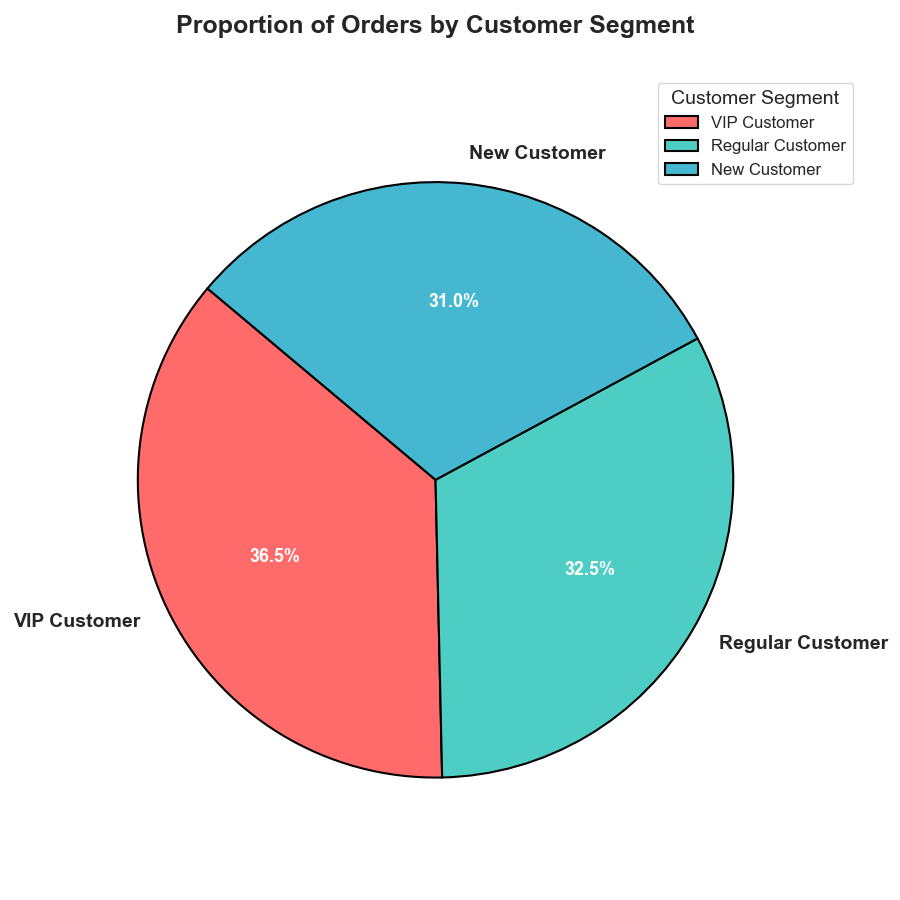 Proportion of Orders by Customer Segment
Customer Segment
VIP Customer
Regular Customer
New Customer
New Customer
31.0%
36.5%
32.5%
VIP Customer
Regular Customer